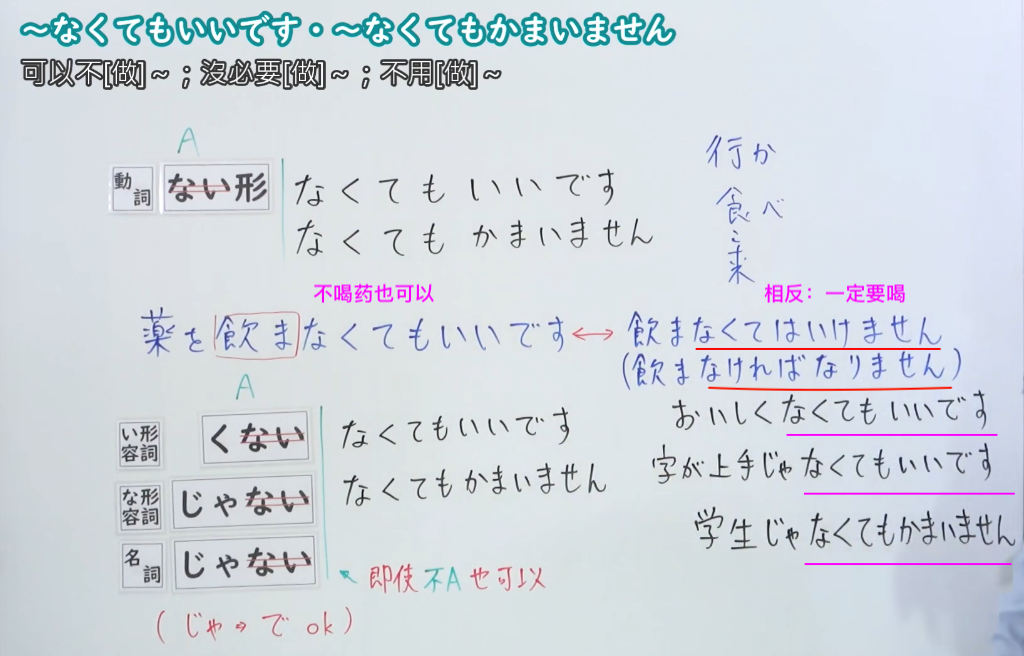 ～なくてもいいです・～なくてもかまいません
可以不[做]～；沒必要[做]～；不用[做]～
A
動詞 ない形 なくてもいいです
なくてもかまいません
行か
食べ
こ
来
不喝药也可以
相反：一定要喝
薬を飲まなくてもいいです↔飲まなくてはいけません
(飲まなければなりません)
A
い形容詞 くない なくてもいいです
な形容詞 じゃない なくてもかまいません
名詞 じゃない
おいしくなくてもいいです
字が上手じゃなくてもいいです
学生じゃなくてもかまいません
即使不A也可以
(じゃ→で ok)